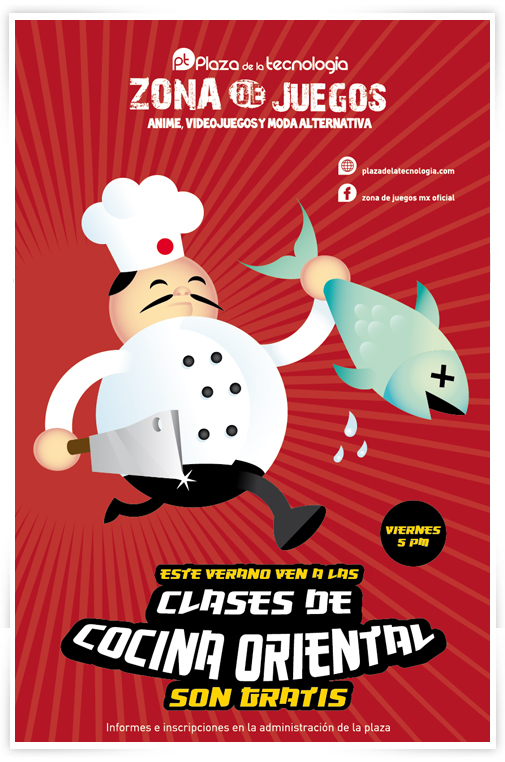 pt Plaza de la tecnología
ZONA DE JUEGOS
ANIME, VIDEOJUEGOS Y MODA ALTERNATIVA
plazadelatecnologia.com
f zona de juegos mx oficial
VIERNES
5 PM
ESTE VERANO VEN A LAS
CLASES DE
COCINA ORIENTAL
SON GRATIS
Informes e inscripciones en la administración de la plaza